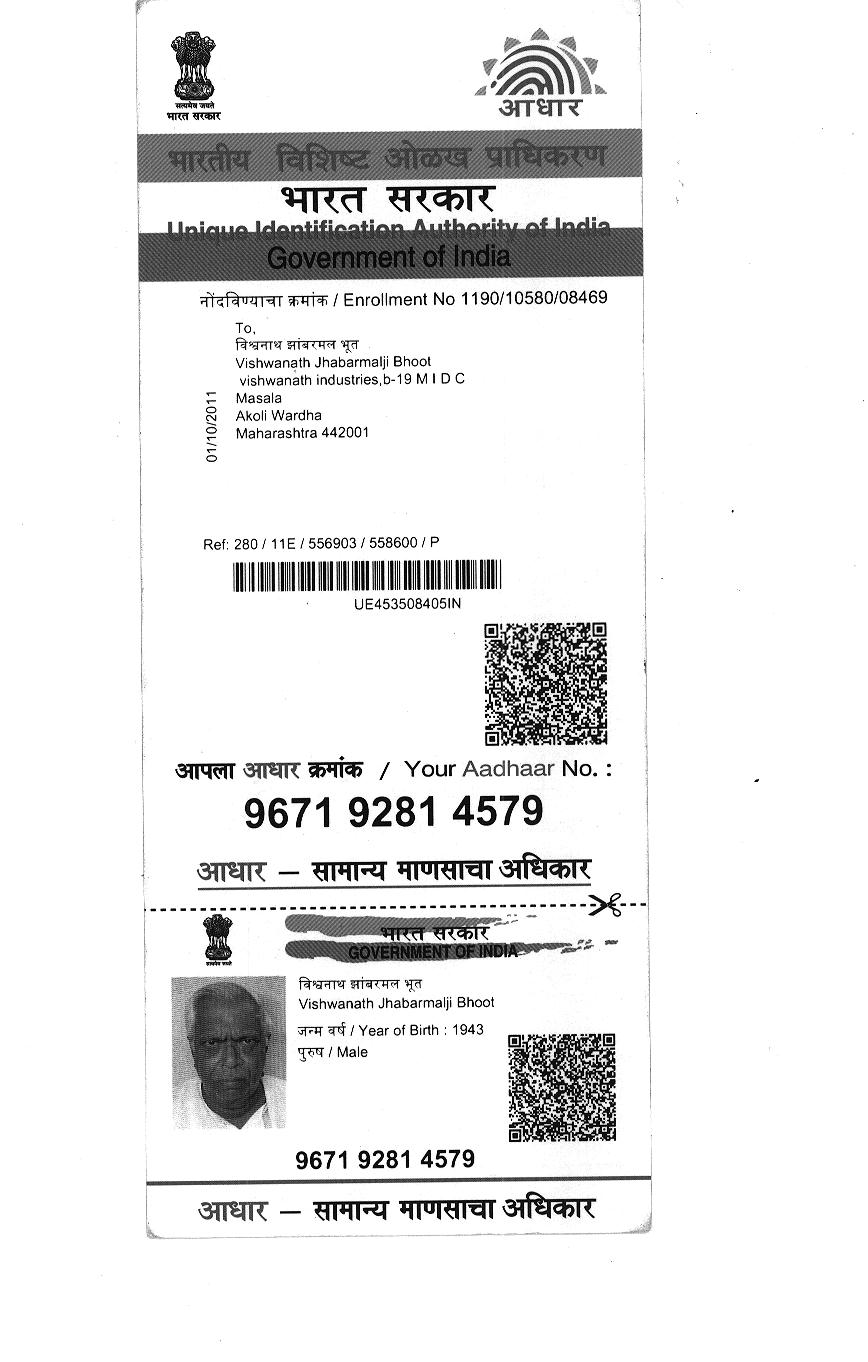 सत्यमेव जयते
भारत सरकार
आधार
भारतीय विशिष्ट ओळख प्राधिकरण
भारत सरकार
Unique Identification Authority of India
Government of India
नोंदविण्याचा क्रमांक / Enrollment No 1190/10580/08469
To,
विश्वनाथ झांबरमल भूत
Vishwanath Jhabarmalji Bhoot
vishwanath industries,b-19 M I D C
Masala
Akoli Wardha
Maharashtra 442001
01/10/2011
Ref: 280 / 11E / 556903 / 558600 / P
UE453508405IN
आपला आधार क्रमांक / Your Aadhaar No. :
9671 9281 4579
आधार – सामान्य माणसाचा अधिकार
भारत सरकार
GOVERNMENT OF INDIA
विश्वनाथ झांबरमल भूत
Vishwanath Jhabarmalji Bhoot
जन्म वर्ष / Year of Birth : 1943
पुरुष / Male
9671 9281 4579
आधार – सामान्य माणसाचा अधिकार